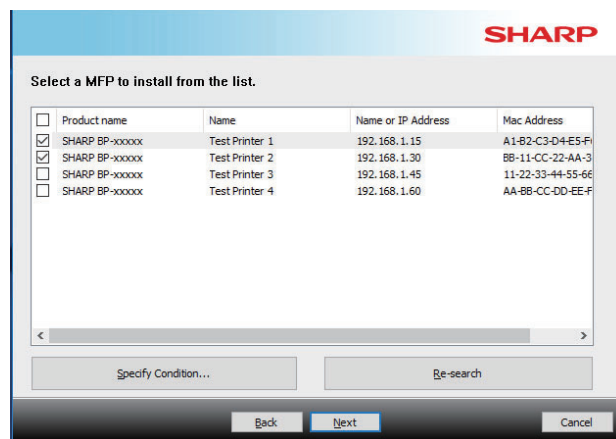 SHARP
Select a MFP to install from the list.
Product name Name Name or IP Address Mac Address
SHARP BP-xxxxx Test Printer 1 192.168.1.15 A1-B2-C3-D4-E5-F
SHARP BP-xxxxx Test Printer 2 192.168.1.30 BB-11-CC-22-AA-3
SHARP BP-xxxxx Test Printer 3 192.168.1.45 11-22-33-44-55-66
SHARP BP-xxxxx Test Printer 4 192.168.1.60 AA-BB-CC-DD-EE-F
Specify Condition... Re-search
Back Next Cancel